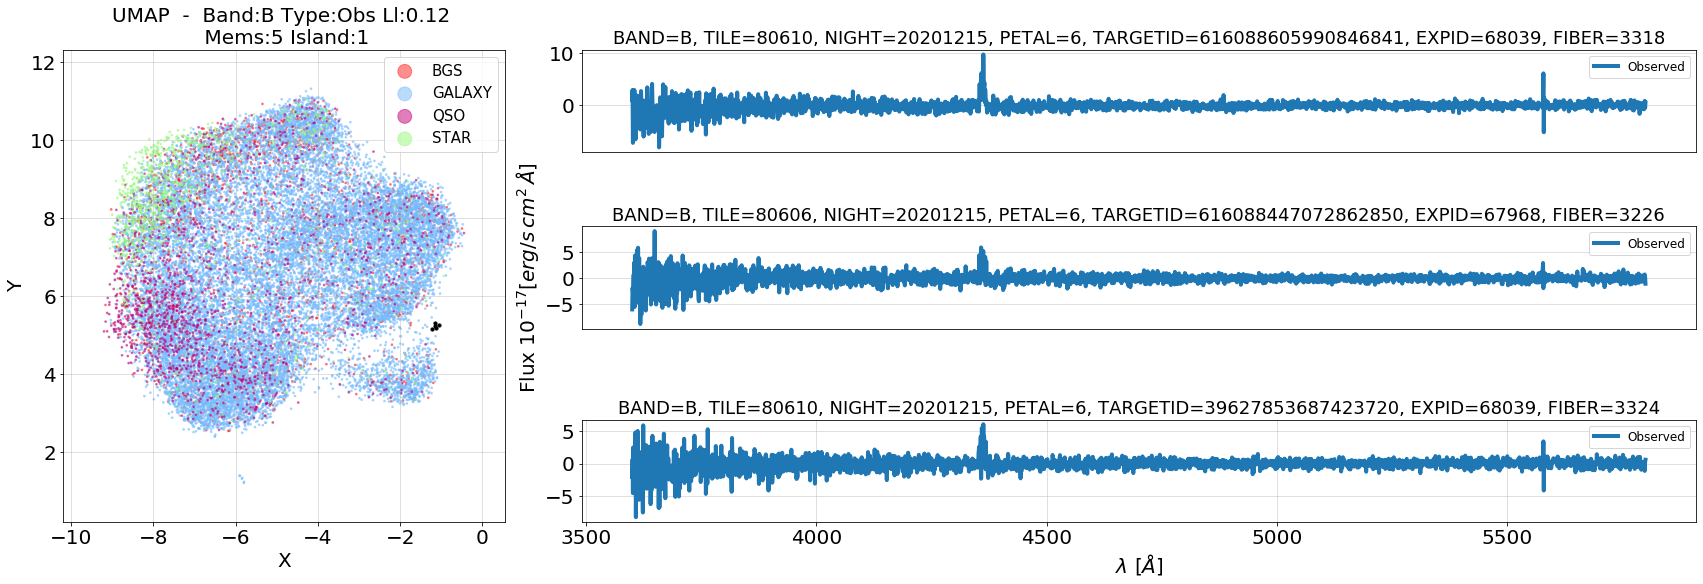 UMAP - Band:B Type:Obs Ll:0.12
Mems:5 Island:1
12
10
8
6
4
2
Y
−10
−8
−6
−4
−2
0
X
BGS
GALAXY
QSO
STAR
Flux 10⁻¹⁷[erg/s cm² Å]
BAND=B, TILE=80610, NIGHT=20201215, PETAL=6, TARGETID=616088605990846841, EXPID=68039, FIBER=3318
10
0
Observed
BAND=B, TILE=80606, NIGHT=20201215, PETAL=6, TARGETID=616088447072862850, EXPID=67968, FIBER=3226
5
0
−5
Observed
BAND=B, TILE=80610, NIGHT=20201215, PETAL=6, TARGETID=39627853687423720, EXPID=68039, FIBER=3324
5
0
−5
Observed
3500
4000
4500
5000
5500
λ [Å]